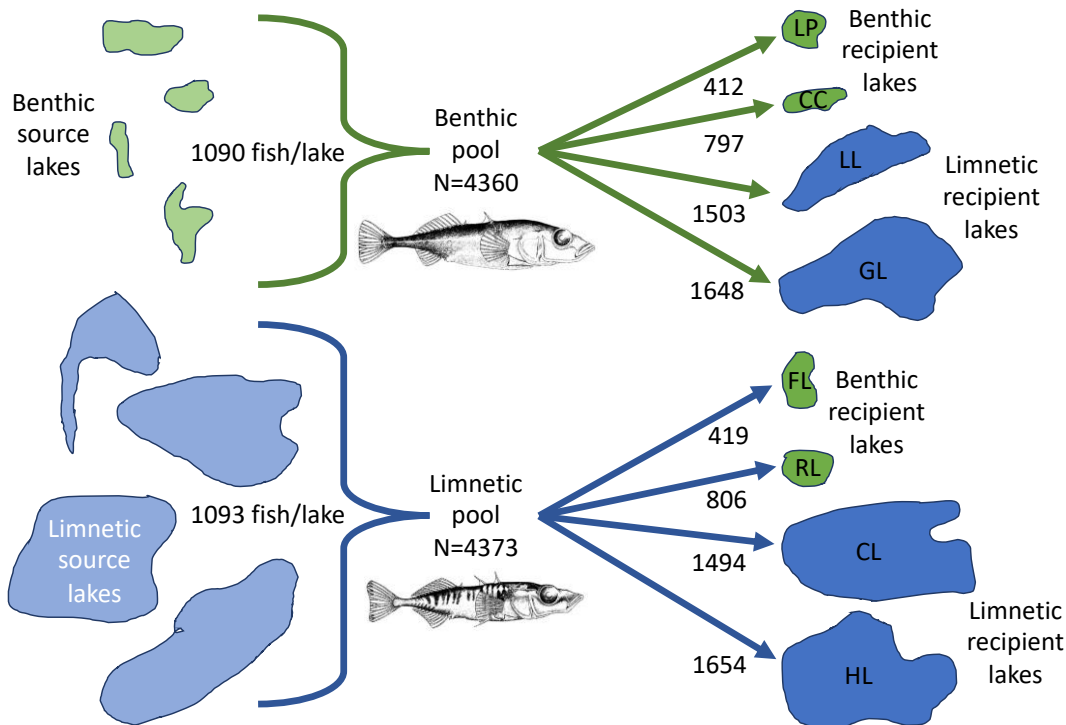 Benthic
source
lakes
1090 fish/lake
Benthic
pool
N=4360
412
797
1503
1648
LP
CC
LL
GL
Benthic
recipient
lakes
Limnetic
recipient
lakes
Limnetic
source
lakes
1093 fish/lake
Limnetic
pool
N=4373
419
806
1494
1654
FL
RL
CL
HL
Benthic
recipient
lakes
Limnetic
recipient
lakes